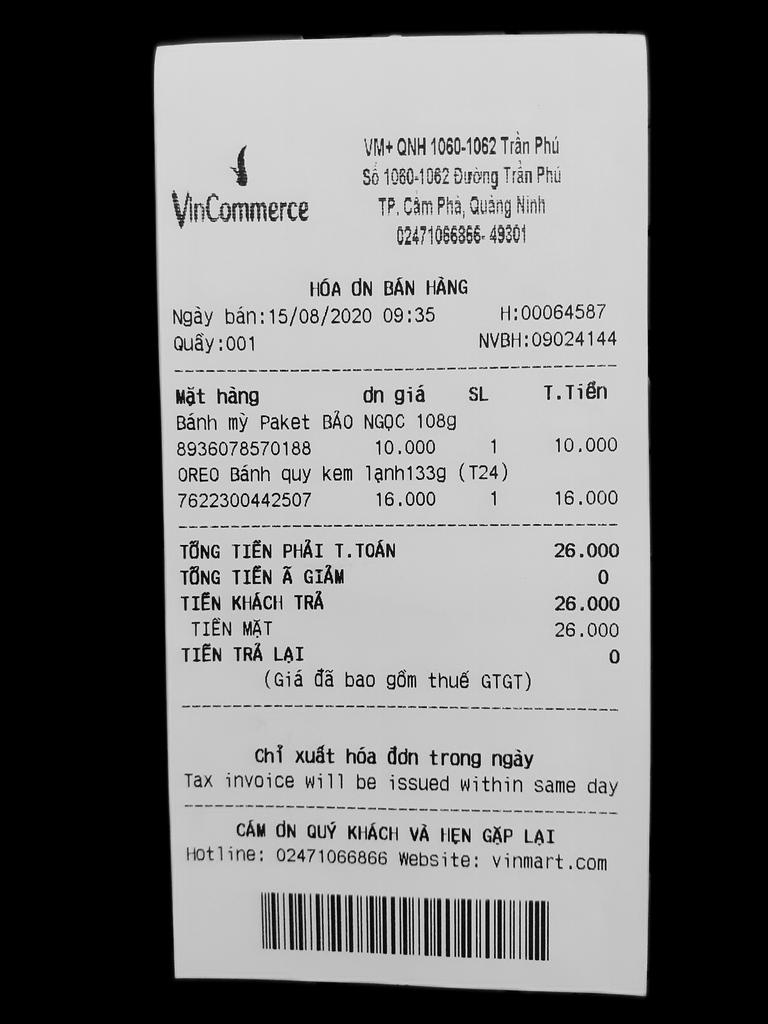 VinCommerce
VM+ QNH 1060-1062 Trần Phú
Số 1060-1062 Đường Trần Phú
TP. Cẩm Phả, Quảng Ninh
02471066866- 49301
HÓA ƠN BÁN HÀNG
Ngày bán:15/08/2020 09:35 H:00064587
Quầy:001 NVBH:09024144
Mặt hàng ơn giá SL T.Tiền
Bánh mỳ Paket BẢO NGỌC 108g
8936078570188 10.000 1 10.000
OREO Bánh quy kem lạnh133g (T24)
7622300442507 16.000 1 16.000
TỔNG TIỀN PHẢI T.TOÁN 26.000
TỔNG TIỀN Ã GIẢM 0
TIỀN KHÁCH TRẢ 26.000
TIỀN MẶT 26.000
TIỀN TRẢ LẠI 0
(Giá đã bao gồm thuế GTGT)
Chỉ xuất hóa đơn trong ngày
Tax invoice will be issued within same day
CÁM ƠN QUÝ KHÁCH VÀ HẸN GẶP LẠI
Hotline: 02471066866 Website: vinmart.com